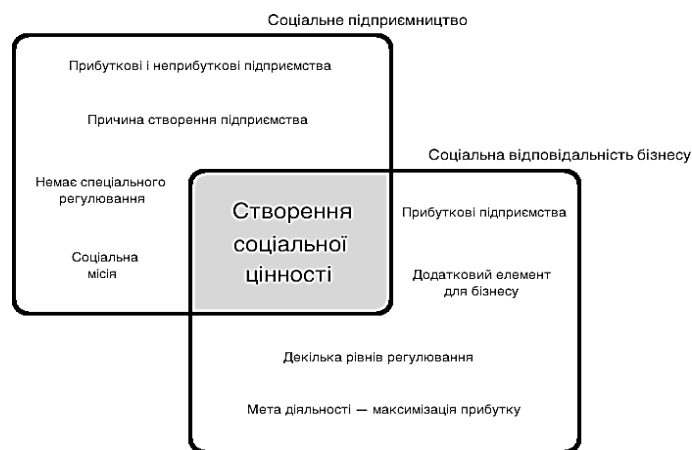 Соціальне підприємництво
Прибуткові і неприбуткові підприємства
Причина створення підприємства
Немає спеціального
регулювання
Соціальна
місія
Соціальна відповідальність бізнесу
Створення
соціальної
цінності
Прибуткові підприємства
Додатковий елемент
для бізнесу
Декілька рівнів регулювання
Мета діяльності — максимізація прибутку